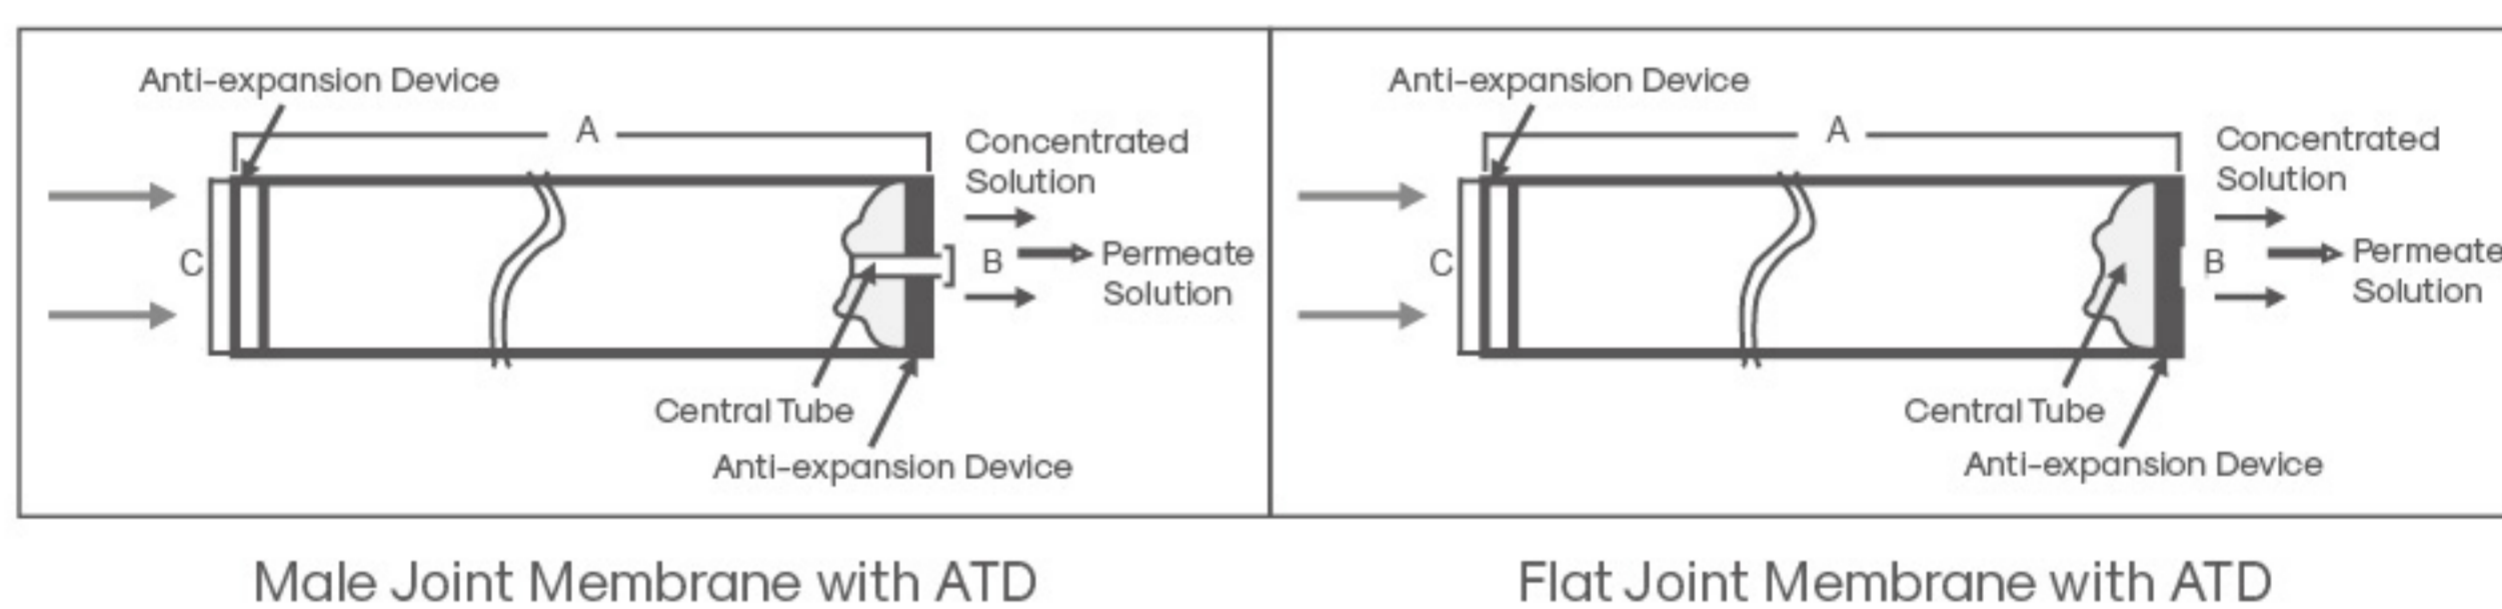 Anti-expansion Device
A
Concentrated
Solution
C
B
Permeate
Solution
Central Tube
Anti-expansion Device
Male Joint Membrane with ATD
Anti-expansion Device
A
Concentrated
Solution
C
B
Permeate
Solution
Central Tube
Anti-expansion Device
Flat Joint Membrane with ATD